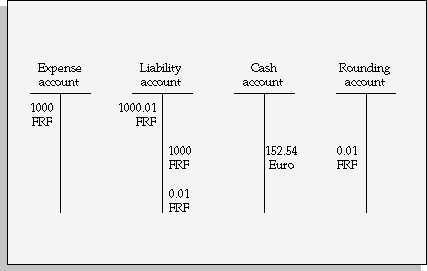 Expense account
Liability account
Cash account
Rounding account
1000 FRF
1000.01 FRF
1000 FRF
152.54 Euro
0.01 FRF
0.01 FRF